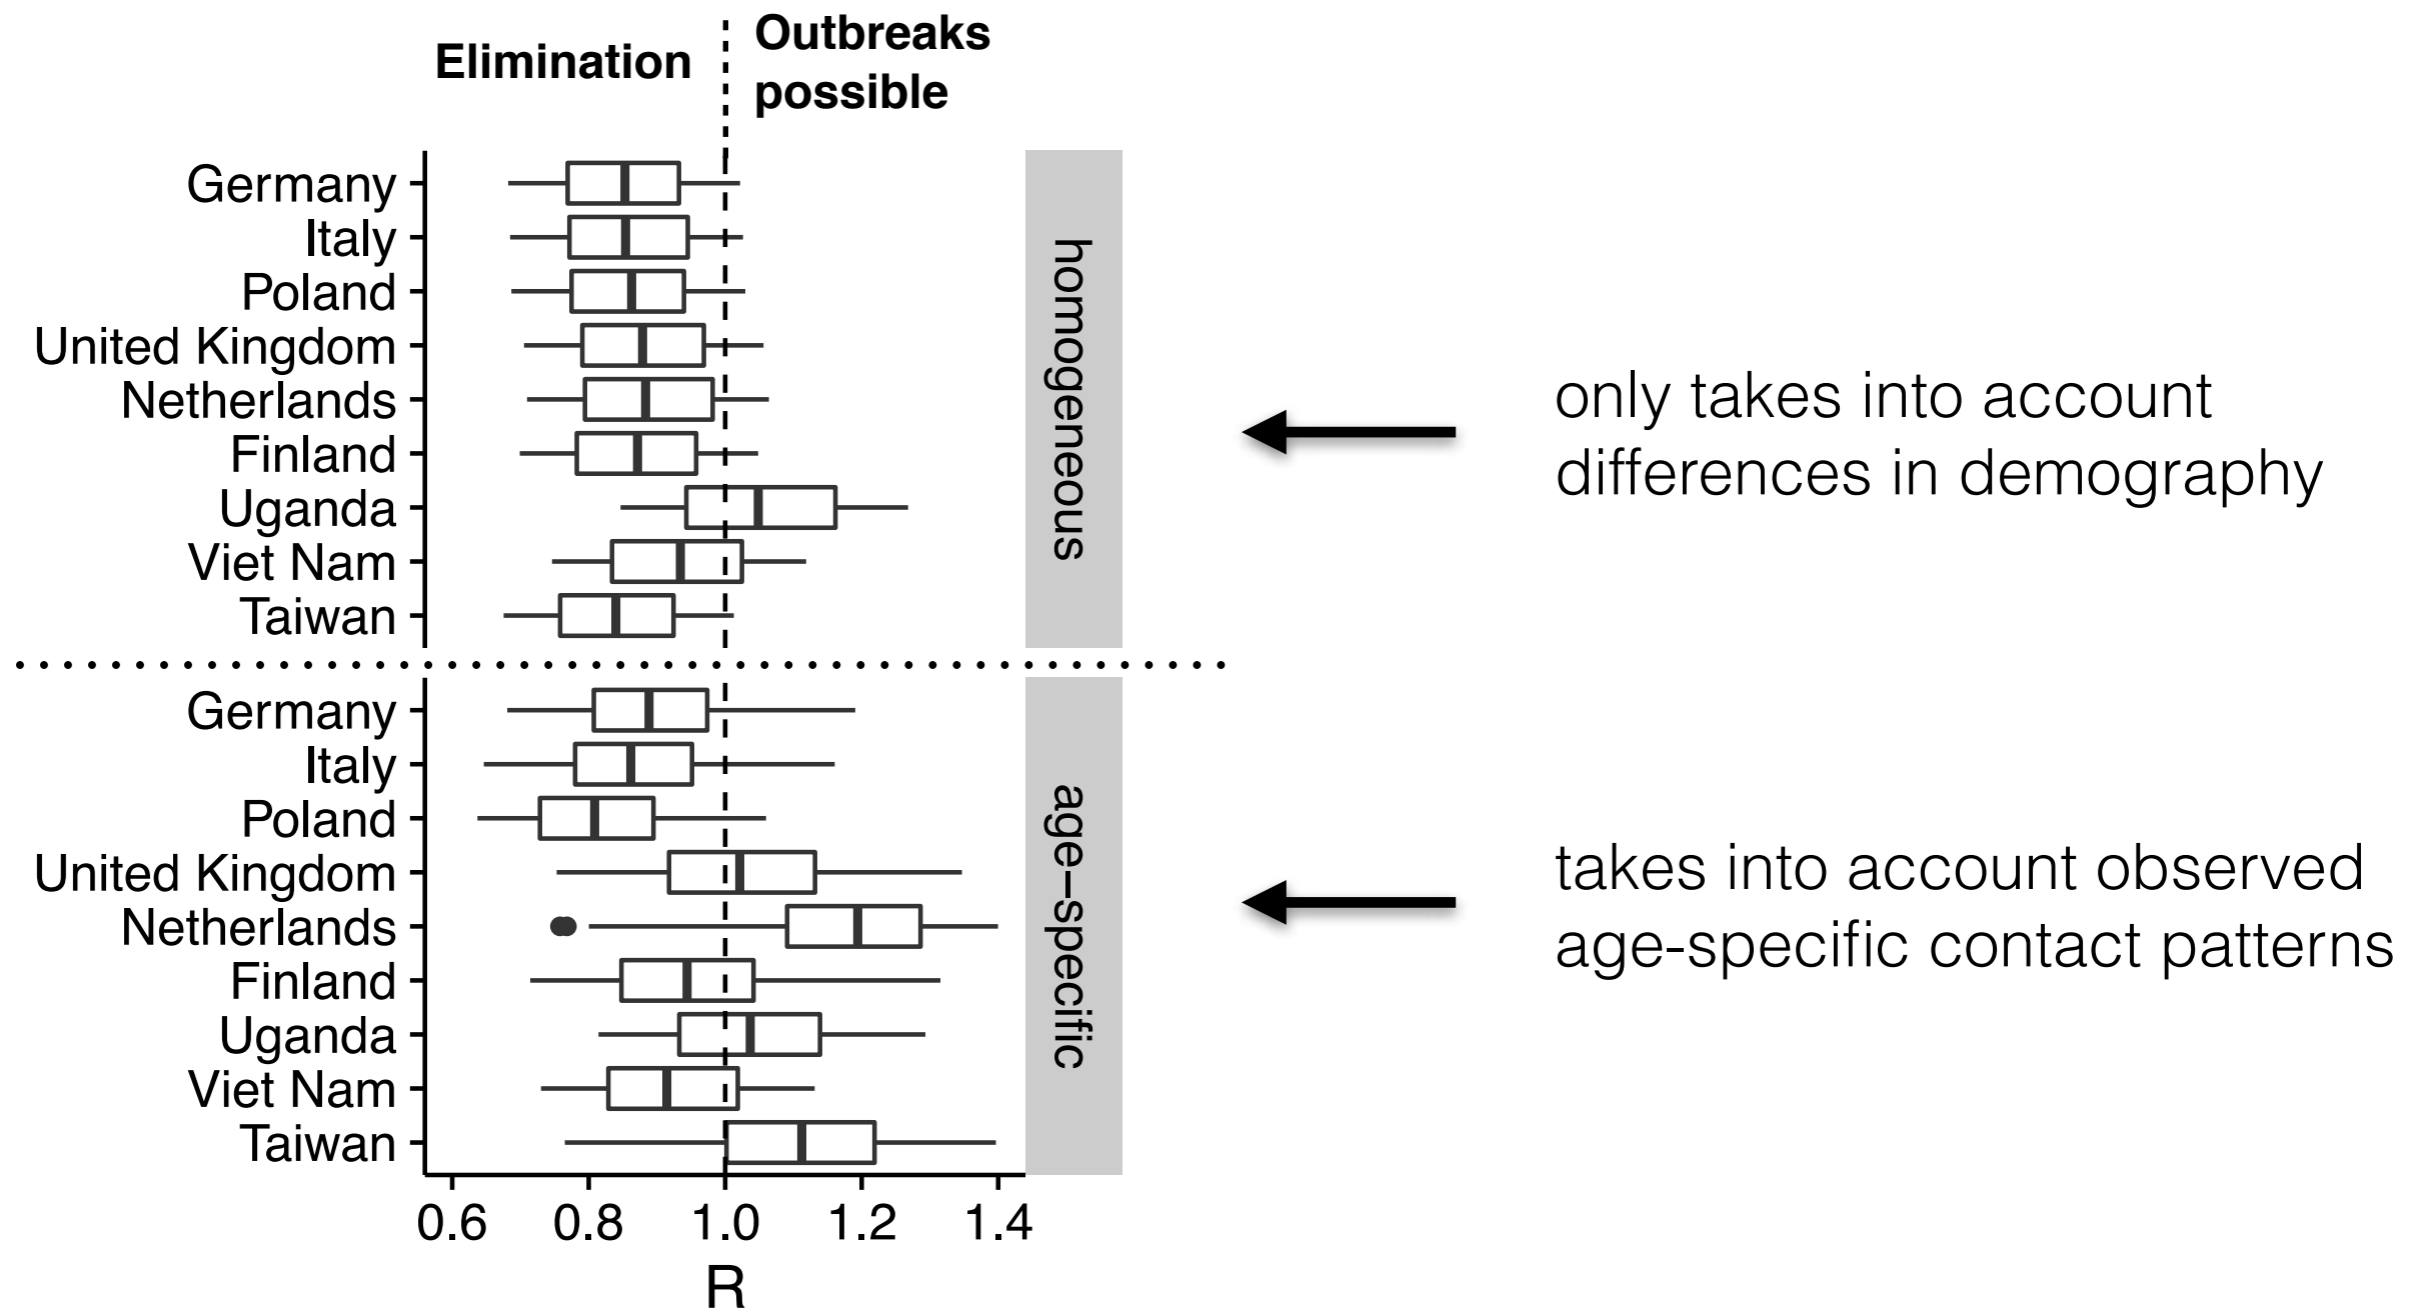 Elimination
Outbreaks
possible
Germany
Italy
Poland
United Kingdom
Netherlands
Finland
Uganda
Viet Nam
Taiwan
homogeneous
only takes into account
differences in demography
Germany
Italy
Poland
United Kingdom
Netherlands
Finland
Uganda
Viet Nam
Taiwan
age–specific
takes into account observed
age-specific contact patterns
0.6 0.8 1.0 1.2 1.4
R